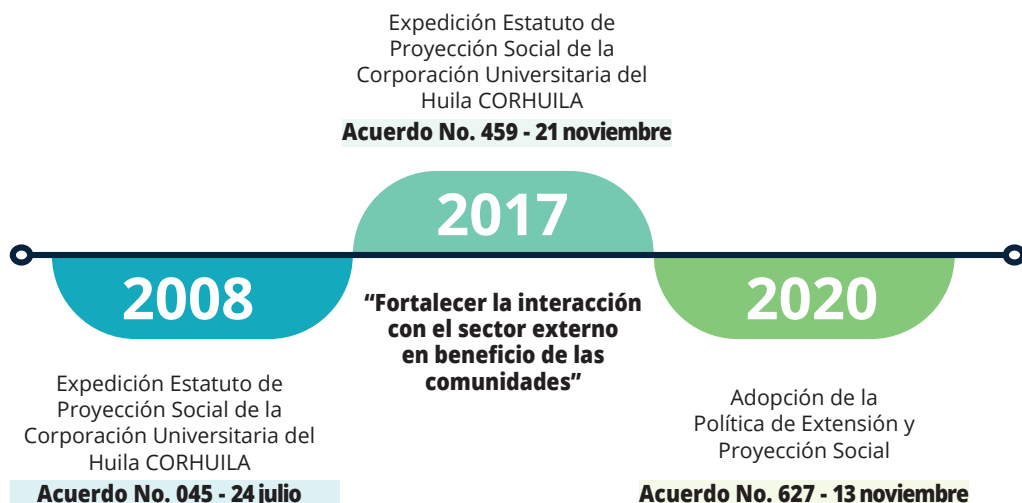 Expedición Estatuto de
Proyección Social de la
Corporación Universitaria del
Huila CORHUILA
Acuerdo No. 459 - 21 noviembre
2017
2008
“Fortalecer la interacción
con el sector externo
en beneficio de las
comunidades”
2020
Expedición Estatuto de
Proyección Social de la
Corporación Universitaria del
Huila CORHUILA
Acuerdo No. 045 - 24 julio
Adopción de la
Política de Extensión y
Proyección Social
Acuerdo No. 627 - 13 noviembre